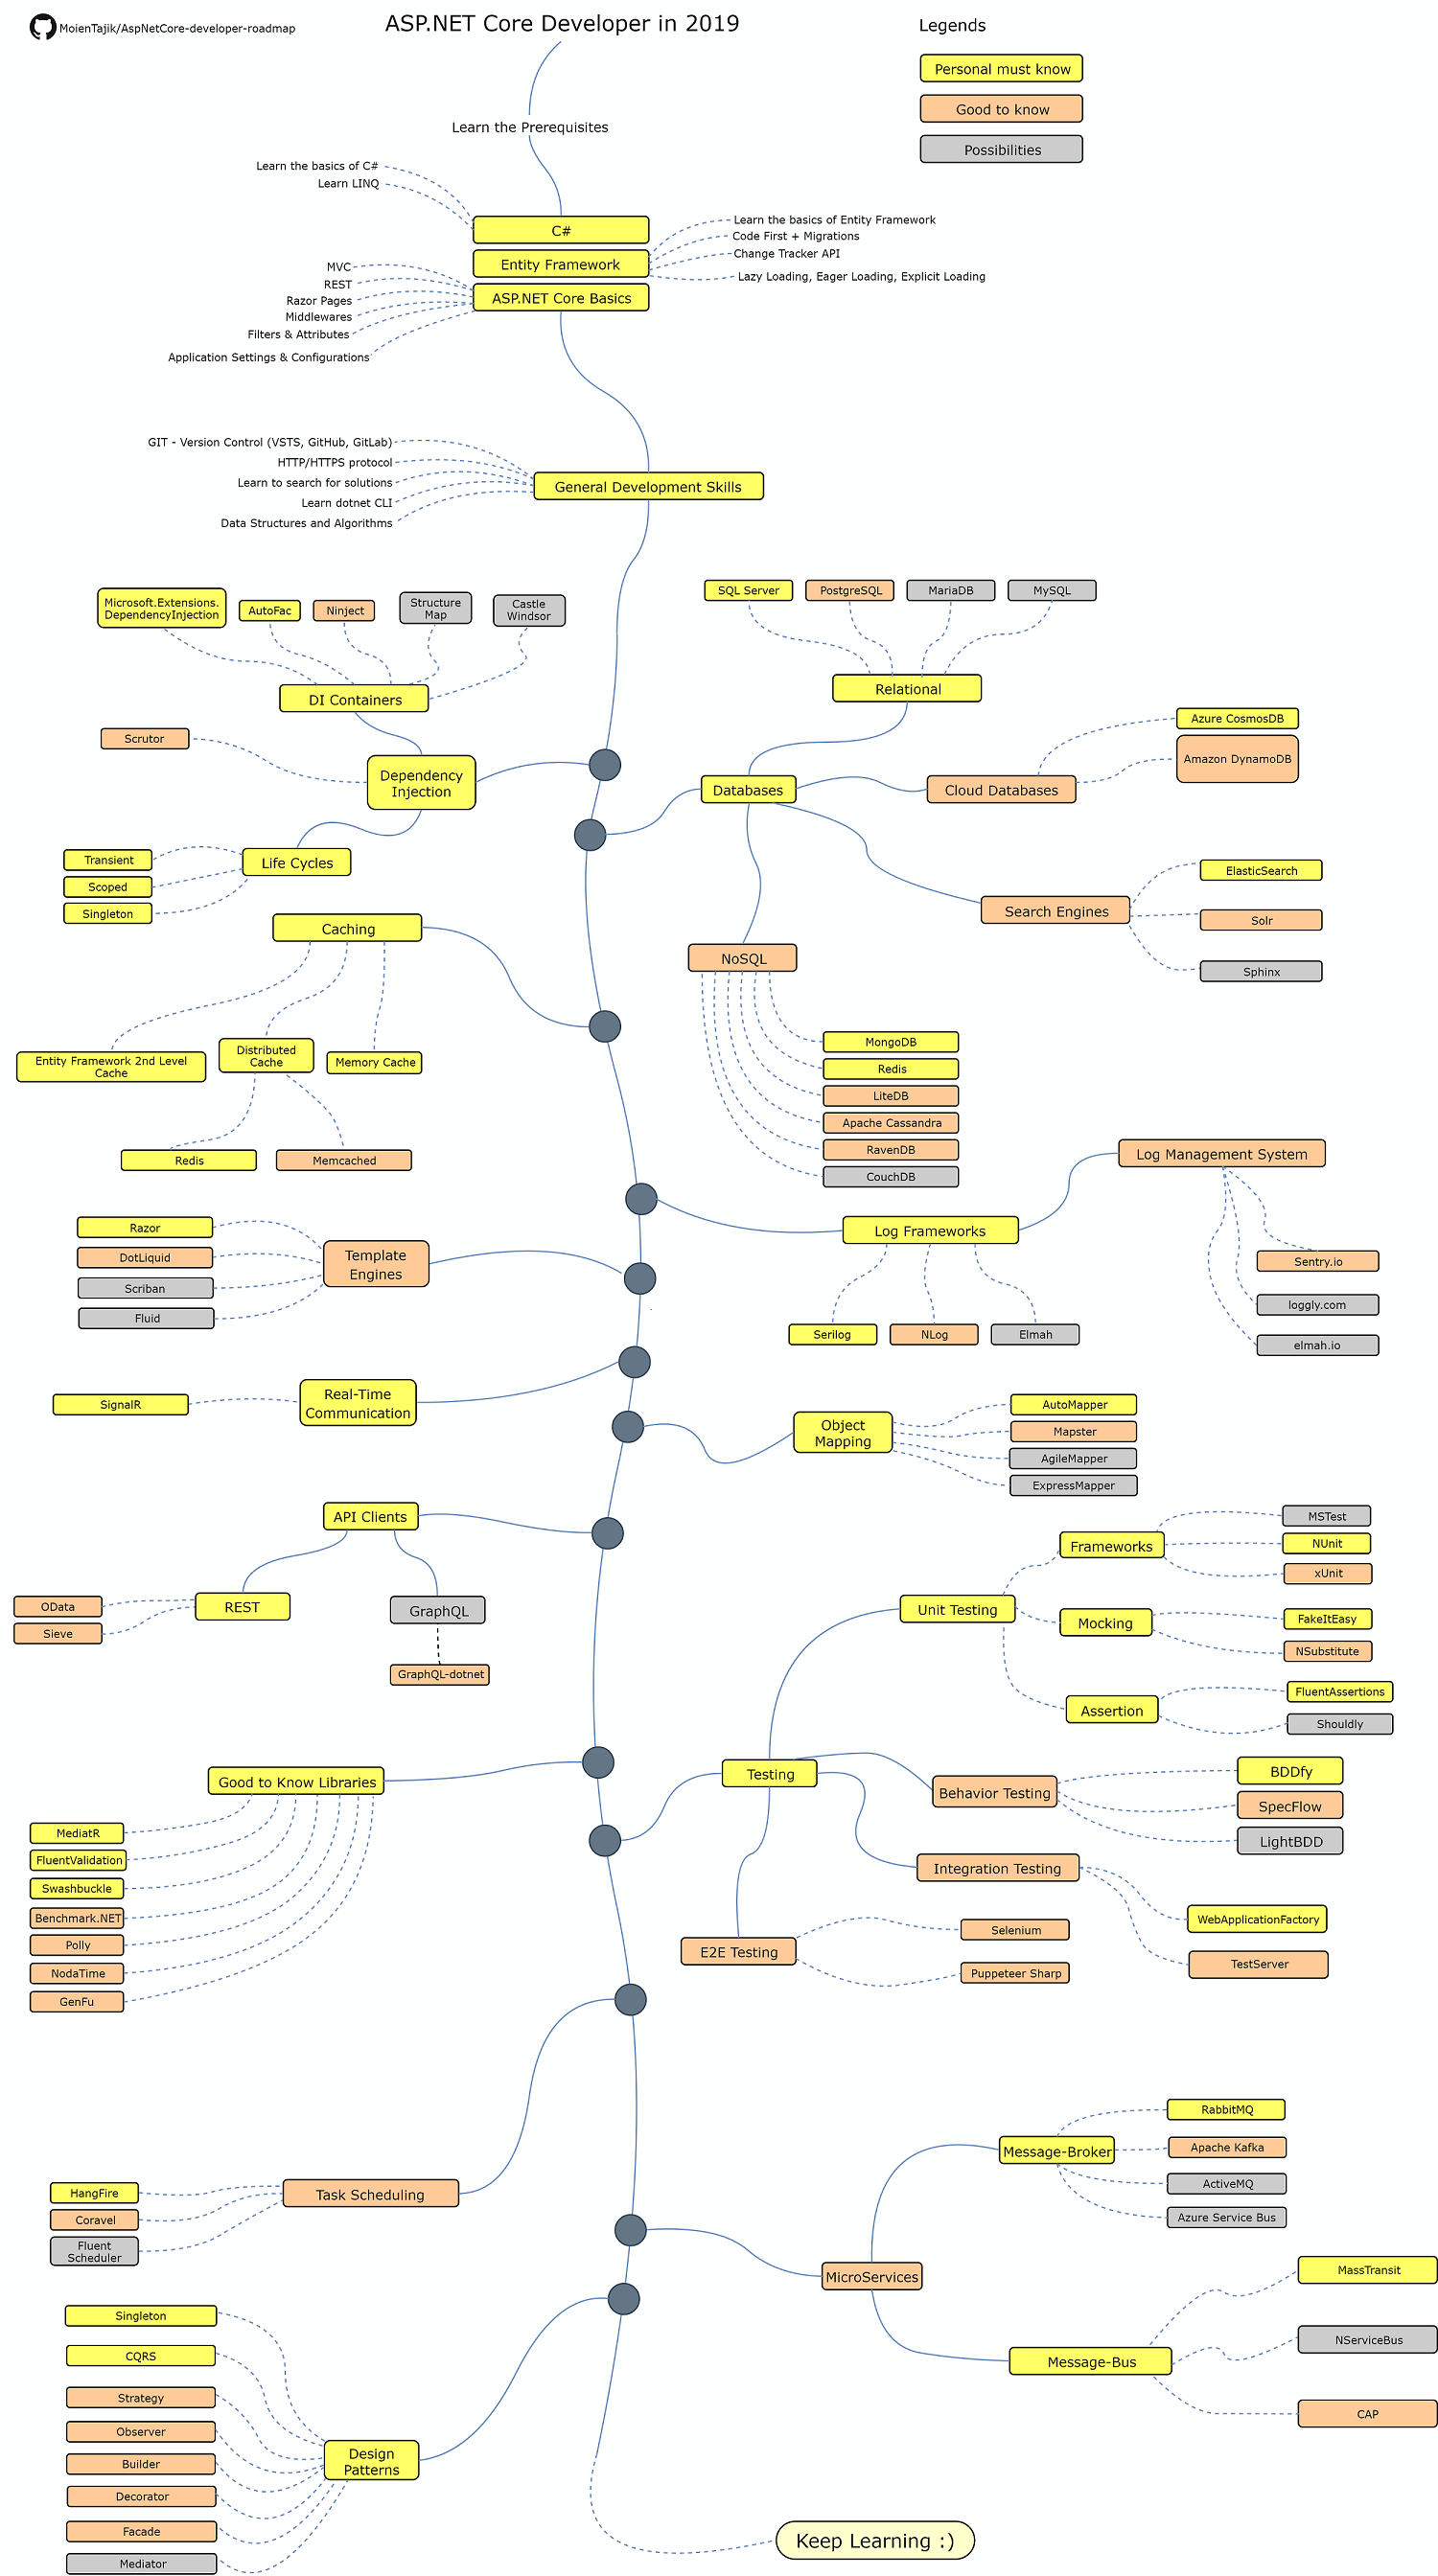 MoienTajik/AspNetCore-developer-roadmap
ASP.NET Core Developer in 2019
Legends
Personal must know
Good to know
Possibilities
Learn the Prerequisites
Learn the basics of C#
Learn LINQ
C#
Entity Framework
ASP.NET Core Basics
Learn the basics of Entity Framework
Code First + Migrations
Change Tracker API
Lazy Loading, Eager Loading, Explicit Loading
MVC
REST
Razor Pages
Middlewares
Filters & Attributes
Application Settings & Configurations
GIT - Version Control (VSTS, GitHub, GitLab)
HTTP/HTTPS protocol
Learn to search for solutions
Learn dotnet CLI
Data Structures and Algorithms
General Development Skills
Microsoft.Extensions.
DependencyInjection
AutoFac
Ninject
Structure
Map
Castle
Windsor
DI Containers
Scrutor
Dependency
Injection
Life Cycles
Transient
Scoped
Singleton
SQL Server
PostgreSQL
MariaDB
MySQL
Relational
Databases
Cloud Databases
Azure CosmosDB
Amazon DynamoDB
Search Engines
ElasticSearch
Solr
Sphinx
NoSQL
MongoDB
Redis
LiteDB
Apache Cassandra
RavenDB
CouchDB
Caching
Entity Framework 2nd Level
Cache
Distributed
Cache
Memory Cache
Redis
Memcached
Log Management System
Log Frameworks
Sentry.io
loggly.com
elmah.io
Serilog
NLog
Elmah
Razor
DotLiquid
Scriban
Fluid
Template
Engines
SignalR
Real-Time
Communication
Object
Mapping
AutoMapper
Mapster
AgileMapper
ExpressMapper
API Clients
REST
OData
Sieve
GraphQL
GraphQL-dotnet
Frameworks
MSTest
NUnit
xUnit
Unit Testing
Mocking
FakeItEasy
NSubstitute
Assertion
FluentAssertions
Shouldly
Testing
Behavior Testing
BDDfy
SpecFlow
LightBDD
Integration Testing
WebApplicationFactory
TestServer
E2E Testing
Selenium
Puppeteer Sharp
Good to Know Libraries
MediatR
FluentValidation
Swashbuckle
Benchmark.NET
Polly
NodaTime
GenFu
Task Scheduling
HangFire
Coravel
Fluent
Scheduler
Message-Broker
RabbitMQ
Apache Kafka
ActiveMQ
Azure Service Bus
MicroServices
Message-Bus
MassTransit
NServiceBus
CAP
Singleton
CQRS
Strategy
Observer
Builder
Decorator
Facade
Mediator
Design
Patterns
Keep Learning :)